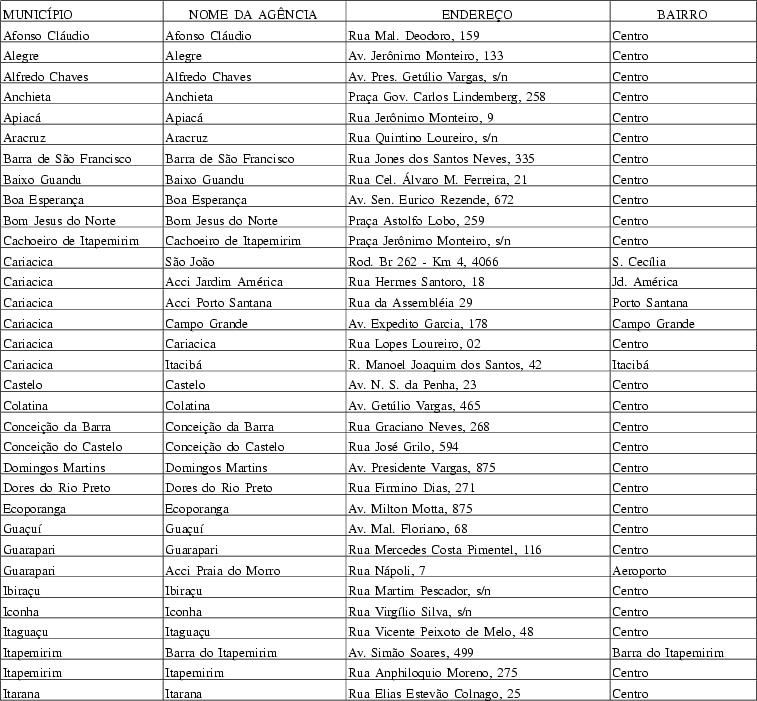 MUNICÍPIO NOME DA AGÊNCIA ENDEREÇO BAIRRO
Afonso Cláudio Afonso Cláudio Rua Mal. Deodoro, 159 Centro
Alegre Alegre Av. Jerônimo Monteiro, 133 Centro
Alfredo Chaves Alfredo Chaves Av. Pres. Getúlio Vargas, s/n Centro
Anchieta Anchieta Praça Gov. Carlos Lindemberg, 258 Centro
Apiacá Apiacá Rua Jerônimo Monteiro, 9 Centro
Aracruz Aracruz Rua Quintino Loureiro, s/n Centro
Barra de São Francisco Barra de São Francisco Rua Jones dos Santos Neves, 335 Centro
Baixo Guandu Baixo Guandu Rua Cel. Álvaro M. Ferreira, 21 Centro
Boa Esperança Boa Esperança Av. Sen. Eurico Rezende, 672 Centro
Bom Jesus do Norte Bom Jesus do Norte Praça Astolfo Lobo, 259 Centro
Cachoeiro de Itapemirim Cachoeiro de Itapemirim Praça Jerônimo Monteiro, s/n Centro
Cariacica São João Rod. Br 262 - Km 4, 4066 S. Cecília
Cariacica Acci Jardim América Rua Hermes Santoro, 18 Jd. América
Cariacica Acci Porto Santana Rua da Assembléia 29 Porto Santana
Cariacica Campo Grande Av. Expedito Garcia, 178 Campo Grande
Cariacica Cariacica Rua Lopes Loureiro, 02 Centro
Cariacica Itacibá R. Manoel Joaquim dos Santos, 42 Itacibá
Castelo Castelo Av. N. S. da Penha, 23 Centro
Colatina Colatina Av. Getúlio Vargas, 465 Centro
Conceição da Barra Conceição da Barra Rua Graciano Neves, 268 Centro
Conceição do Castelo Conceição do Castelo Rua José Grilo, 594 Centro
Domingos Martins Domingos Martins Av. Presidente Vargas, 875 Centro
Dores do Rio Preto Dores do Rio Preto Rua Firmino Dias, 271 Centro
Ecoporanga Ecoporanga Av. Milton Motta, 875 Centro
Guaçuí Guaçuí Av. Mal. Floriano, 68 Centro
Guarapari Guarapari Rua Mercedes Costa Pimentel, 116 Centro
Guarapari Acci Praia do Morro Rua Nápoli, 7 Aeroporto
Ibiraçu Ibiraçu Rua Martim Pescador, s/n Centro
Iconha Iconha Rua Virgílio Silva, s/n Centro
Itaguaçu Itaguaçu Rua Vicente Peixoto de Melo, 48 Centro
Itapemirim Barra do Itapemirim Av. Simão Soares, 499 Barra do Itapemirim
Itapemirim Itapemirim Rua Anphiloquio Moreno, 275 Centro
Itarana Itarana Rua Elias Estevão Colnago, 25 Centro